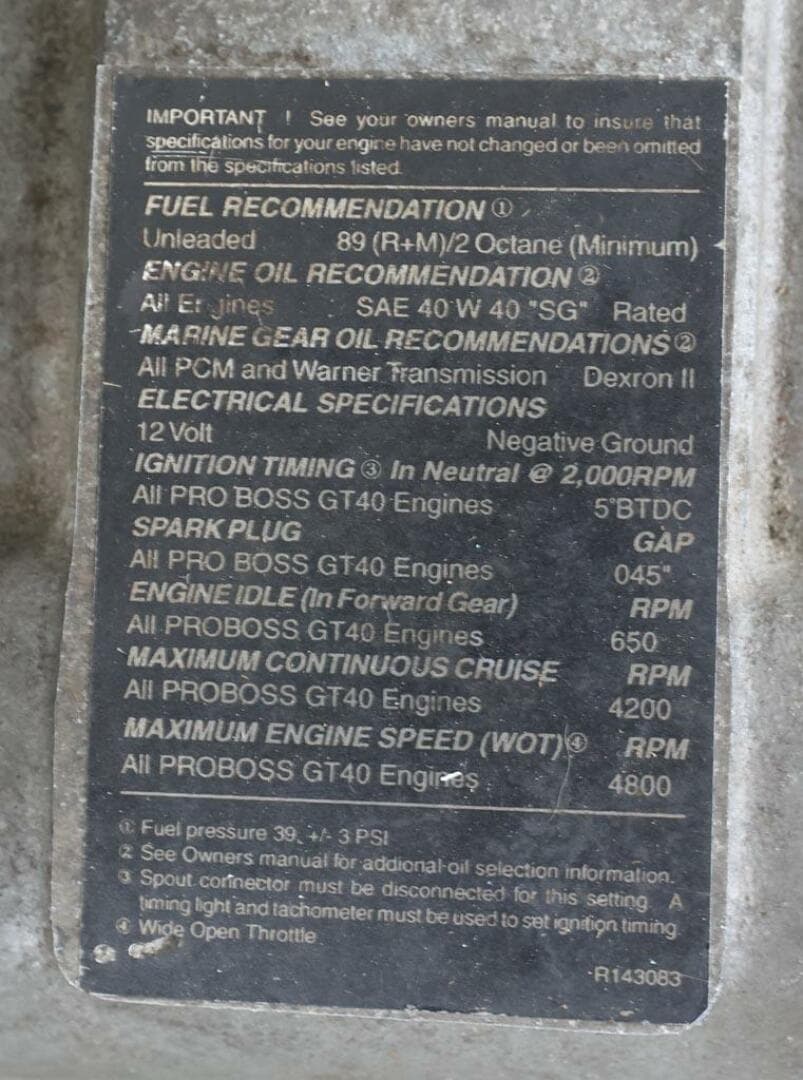 IMPORTANT ! See your owners manual to insure that
specifications for your engine have not changed or been omitted
from the specifications listed.
FUEL RECOMMENDATION ①
Unleaded 89 (R+M)/2 Octane (Minimum)
ENGINE OIL RECOMMENDATION ②
All Engines SAE 40 W 40 "SG" Rated
MARINE GEAR OIL RECOMMENDATIONS ②
All PCM and Warner Transmission Dexron II
ELECTRICAL SPECIFICATIONS
12 Volt Negative Ground
IGNITION TIMING ③ In Neutral @ 2,000RPM
All PRO BOSS GT40 Engines 5°BTDC
SPARK PLUG GAP
All PRO BOSS GT40 Engines 045"
ENGINE IDLE (In Forward Gear) RPM
All PROBOSS GT40 Engines 650
MAXIMUM CONTINUOUS CRUISE RPM
All PROBOSS GT40 Engines 4200
MAXIMUM ENGINE SPEED (WOT) ④ RPM
All PROBOSS GT40 Engines 4800
① Fuel pressure 39, +/- 3 PSI
② See Owners manual for addional oil selection information.
③ Spout connector must be disconnected for this setting. A
timing light and tachometer must be used to set ignition timing
④ Wide Open Throttle
R143083